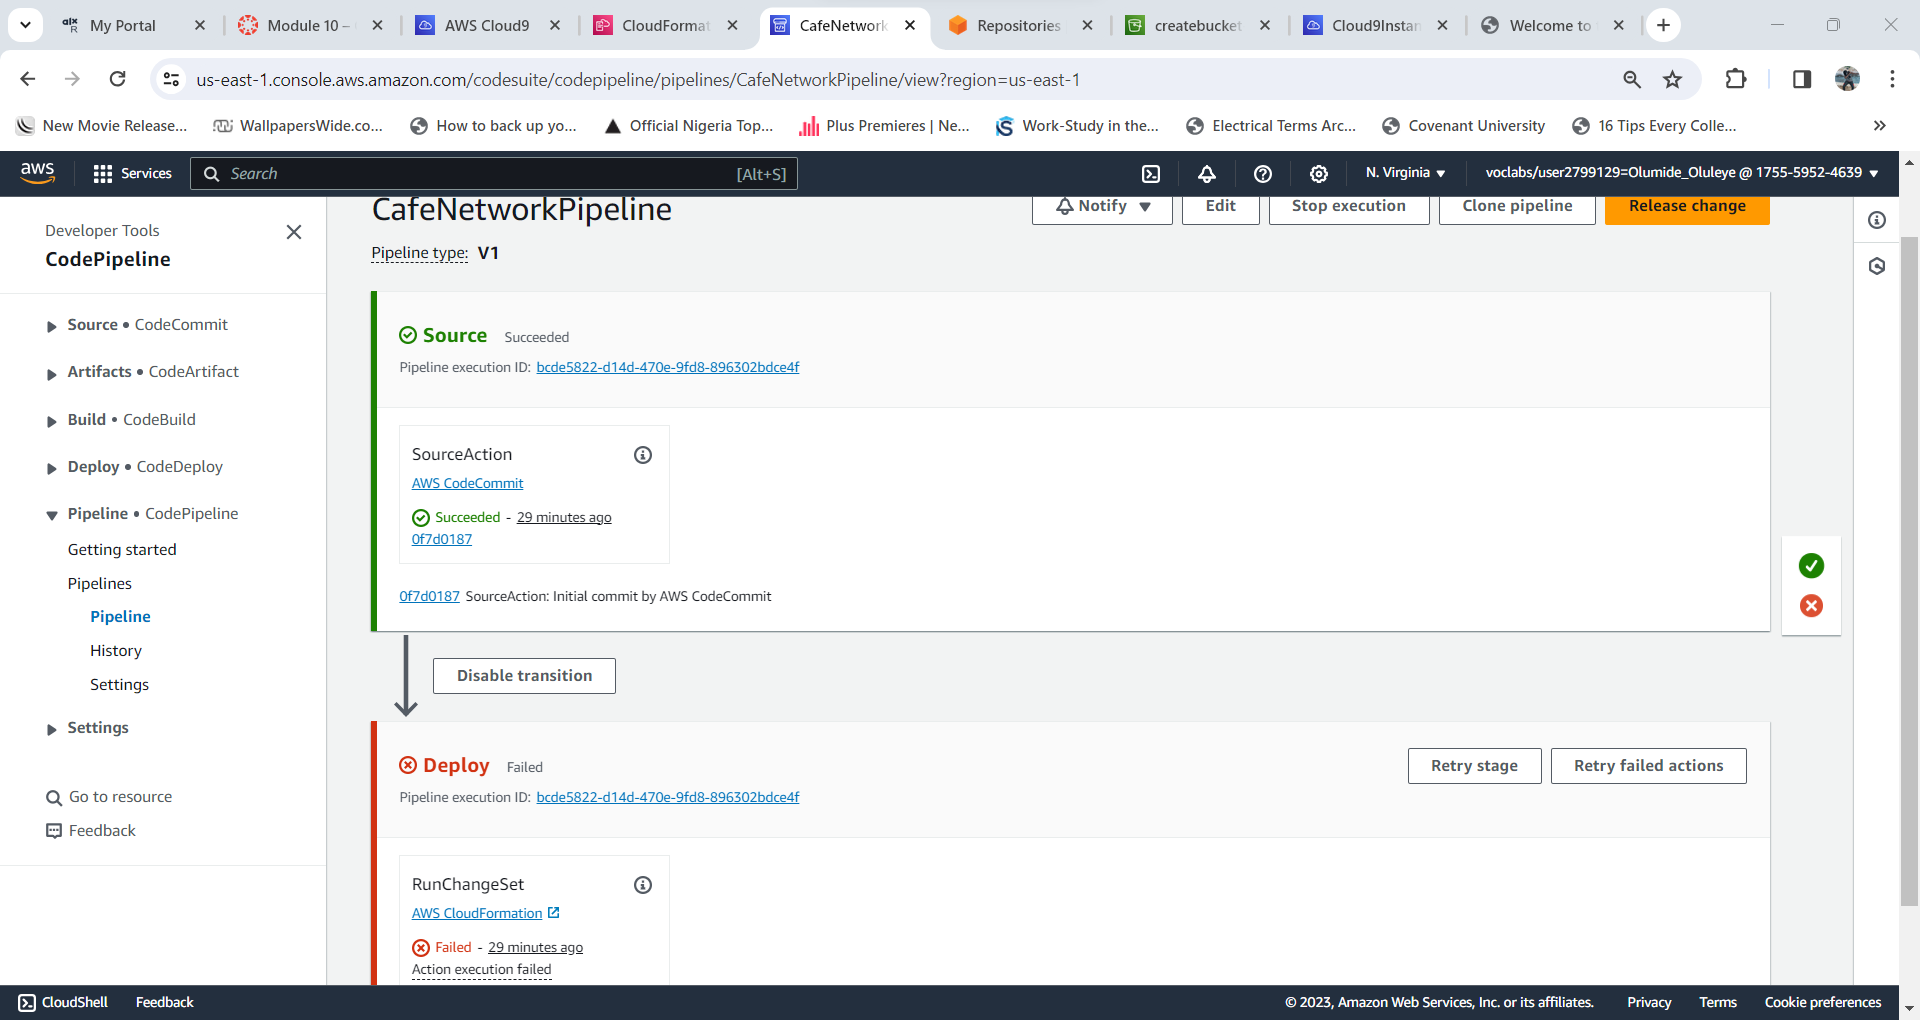 My Portal
Module 10 –
AWS Cloud9
CloudFormat
CafeNetwork
Repositories
createbucket
Cloud9Instan
Welcome to
us-east-1.console.aws.amazon.com/codesuite/codepipeline/pipelines/CafeNetworkPipeline/view?region=us-east-1
New Movie Release...
WallpapersWide.co...
How to back up yo...
Official Nigeria Top...
Plus Premieres | Ne...
Work-Study in the...
Electrical Terms Arc...
Covenant University
16 Tips Every Colle...
»
aws
Services
Search
[Alt+S]
N. Virginia
voclabs/user2799129=Olumide_Oluleye @ 1755-5952-4639
Developer Tools
CodePipeline
Source • CodeCommit
Artifacts • CodeArtifact
Build • CodeBuild
Deploy • CodeDeploy
Pipeline • CodePipeline
Getting started
Pipelines
Pipeline
History
Settings
Settings
Go to resource
Feedback
CafeNetworkPipeline
Notify
Edit
Stop execution
Clone pipeline
Release change
Pipeline type: V1
Source Succeeded
Pipeline execution ID: bcde5822-d14d-470e-9fd8-896302bdce4f
SourceAction
AWS CodeCommit
Succeeded - 29 minutes ago
0f7d0187
0f7d0187 SourceAction: Initial commit by AWS CodeCommit
Disable transition
Deploy Failed
Retry stage
Retry failed actions
Pipeline execution ID: bcde5822-d14d-470e-9fd8-896302bdce4f
RunChangeSet
AWS CloudFormation
Failed - 29 minutes ago
Action execution failed
CloudShell
Feedback
© 2023, Amazon Web Services, Inc. or its affiliates.
Privacy
Terms
Cookie preferences